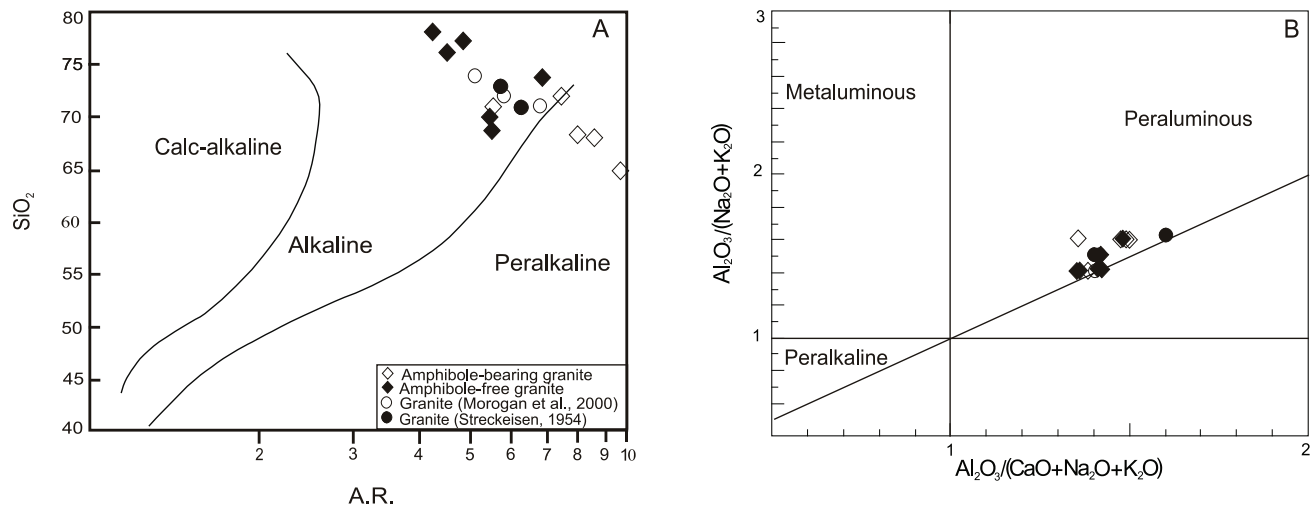 A
SiO₂
80
75
70
65
60
55
50
45
40
Calc-alkaline
Alkaline
Peralkaline
Amphibole-bearing granite
Amphibole-free granite
Granite (Morogan et al., 2000)
Granite (Streckeisen, 1954)
2 3 4 5 6 7 8 9 10
A.R.
B
Al₂O₃/(Na₂O+K₂O)
3
2
1
Metaluminous
Peraluminous
Peralkaline
1 2
Al₂O₃/(CaO+Na₂O+K₂O)